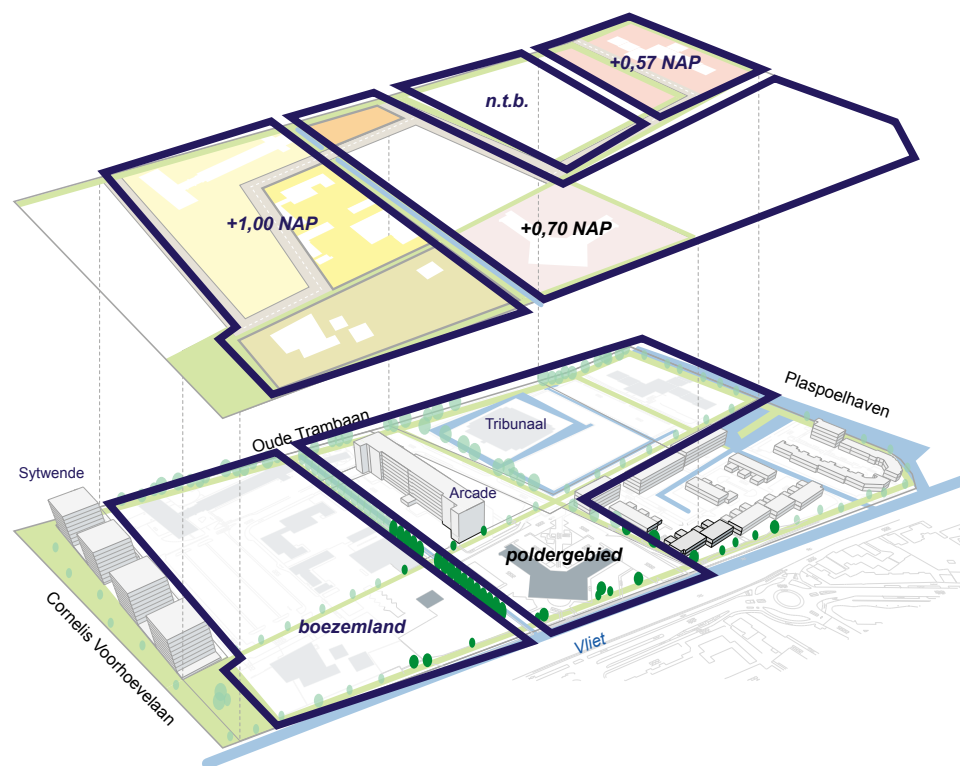 +0,57 NAP
n.t.b.
+1,00 NAP
+0,70 NAP
Plaspoelhaven
Oude Trambaan
Tribunaal
Sytwende
Arcade
poldergebied
boezemland
Vliet
Cornelis Voorhoevelaan